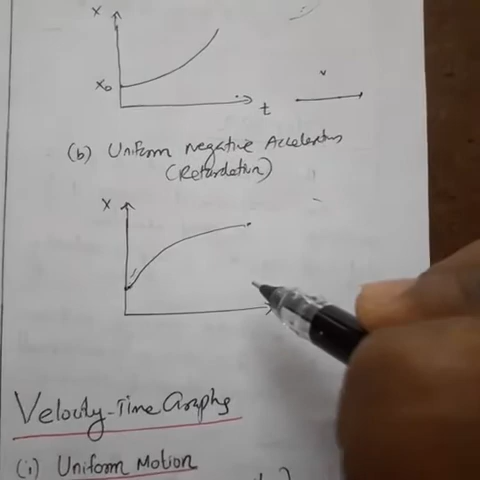 x
x₀
t
v
(b) Uniform Negative Acceleration
(Retardation)
x
Velocity-Time Graphs
(i) Uniform Motion